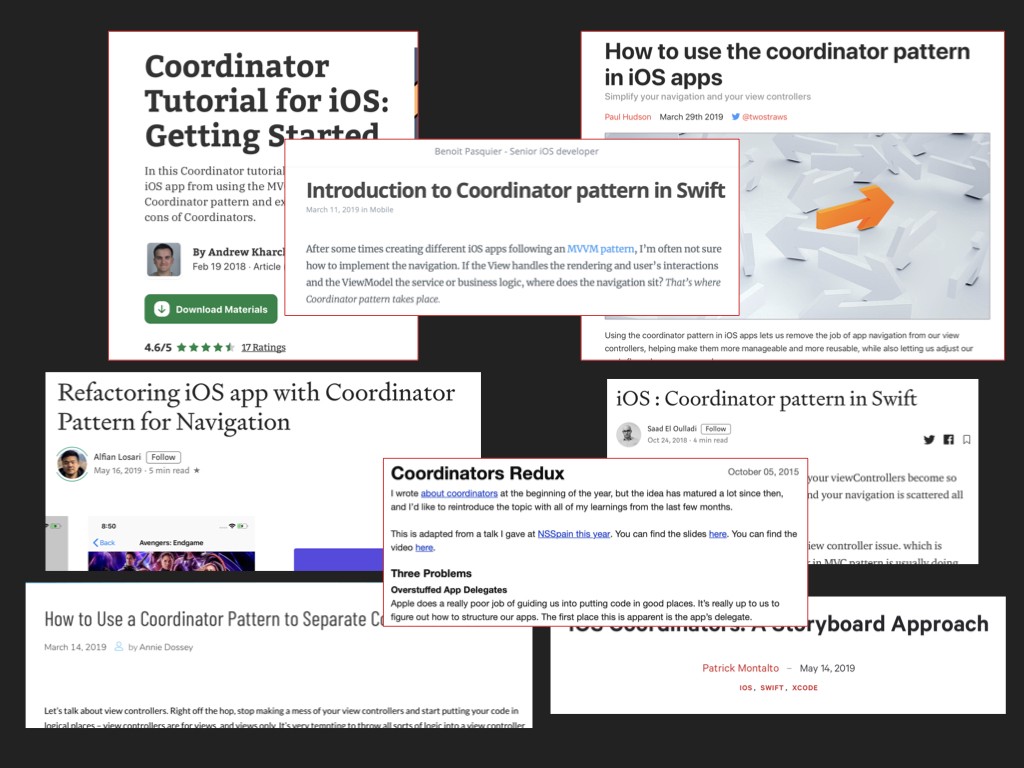 Coordinator
Tutorial for iOS:
Getting Started
In this Coordinator tutorial
iOS app from using the MV
Coordinator pattern and ex
cons of Coordinators.
By Andrew Kharch
Feb 19 2018 · Article
Download Materials
4.6/5
17 Ratings
How to use the coordinator pattern
in iOS apps
Simplify your navigation and your view controllers
Paul Hudson March 29th 2019 @twostraws
Using the coordinator pattern in iOS apps lets us remove the job of app navigation from our view
controllers, helping make them more manageable and more reusable, while also letting us adjust our
Benoit Pasquier - Senior iOS developer
Introduction to Coordinator pattern in Swift
March 11, 2019 in Mobile
After some times creating different iOS apps following an MVVM pattern, I'm often not sure
how to implement the navigation. If the View handles the rendering and user's interactions
and the ViewModel the service or business logic, where does the navigation sit? That's where
Coordinator pattern takes place.
Refactoring iOS app with Coordinator
Pattern for Navigation
Alfian Losari Follow
May 16, 2019 · 5 min read ★
8:50
Back Avengers: Endgame
iOS : Coordinator pattern in Swift
Saad El Oulladi Follow
Oct 24, 2018 · 4 min read
your viewControllers become so
nd your navigation is scattered all
iew controller issue. which is
in MVC pattern is usually doing
Coordinators Redux
October 05, 2015
I wrote about coordinators at the beginning of the year, but the idea has matured a lot since then,
and I'd like to reintroduce the topic with all of my learnings from the last few months.
This is adapted from a talk I gave at NSSpain this year. You can find the slides here. You can find the
video here.
Three Problems
Overstuffed App Delegates
Apple does a really poor job of guiding us into putting code in good places. It's really up to us to
figure out how to structure our apps. The first place this is apparent is the app's delegate.
How to Use a Coordinator Pattern to Separate Co
March 14, 2019 by Annie Dossey
Let's talk about view controllers. Right off the hop, stop making a mess of your view controllers and start putting your code in
logical places – view controllers are for views, and views only. It's very tempting to throw all sorts of logic into a view controller
iOS Coordinators: A Storyboard Approach
Patrick Montalto – May 14, 2019
IOS, SWIFT, XCODE